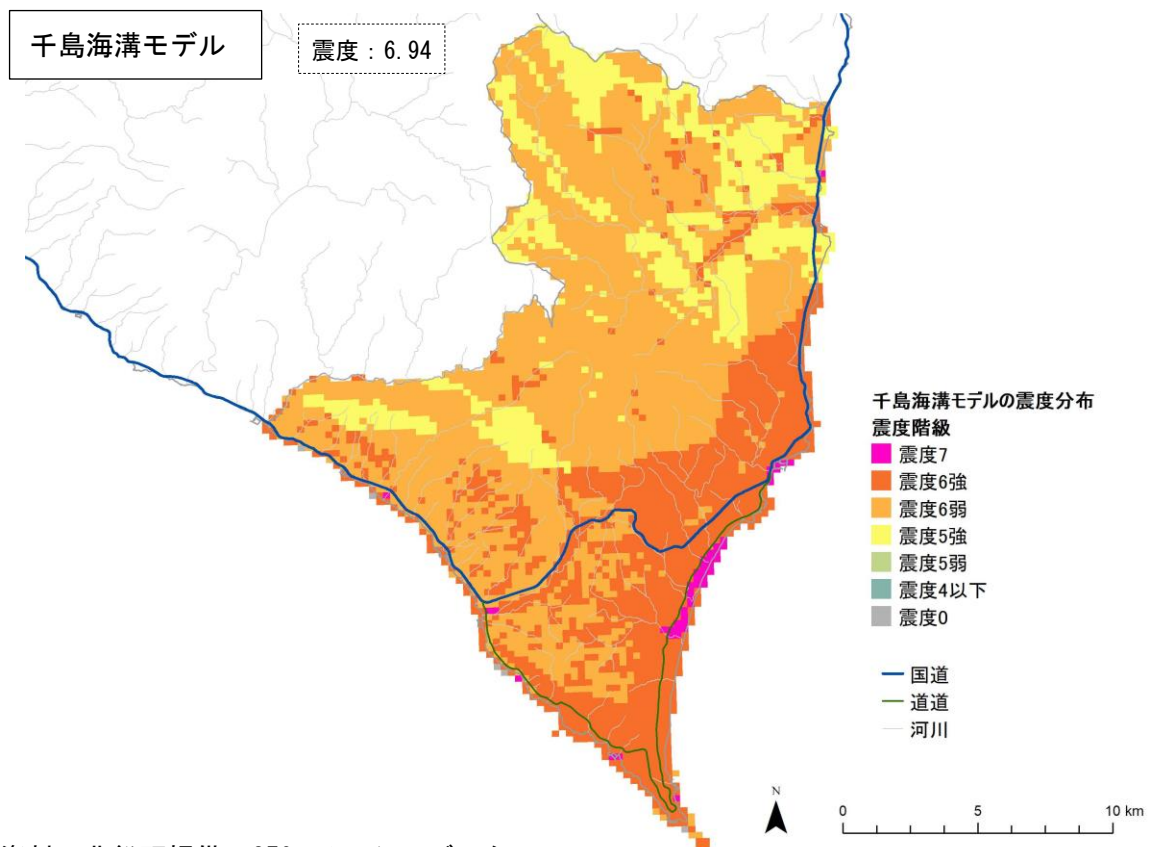 千島海溝モデル
震度：6.94
千島海溝モデルの震度分布
震度階級
震度7
震度6強
震度6弱
震度5強
震度5弱
震度4以下
震度0
国道
道道
河川
N
0 5 10 km